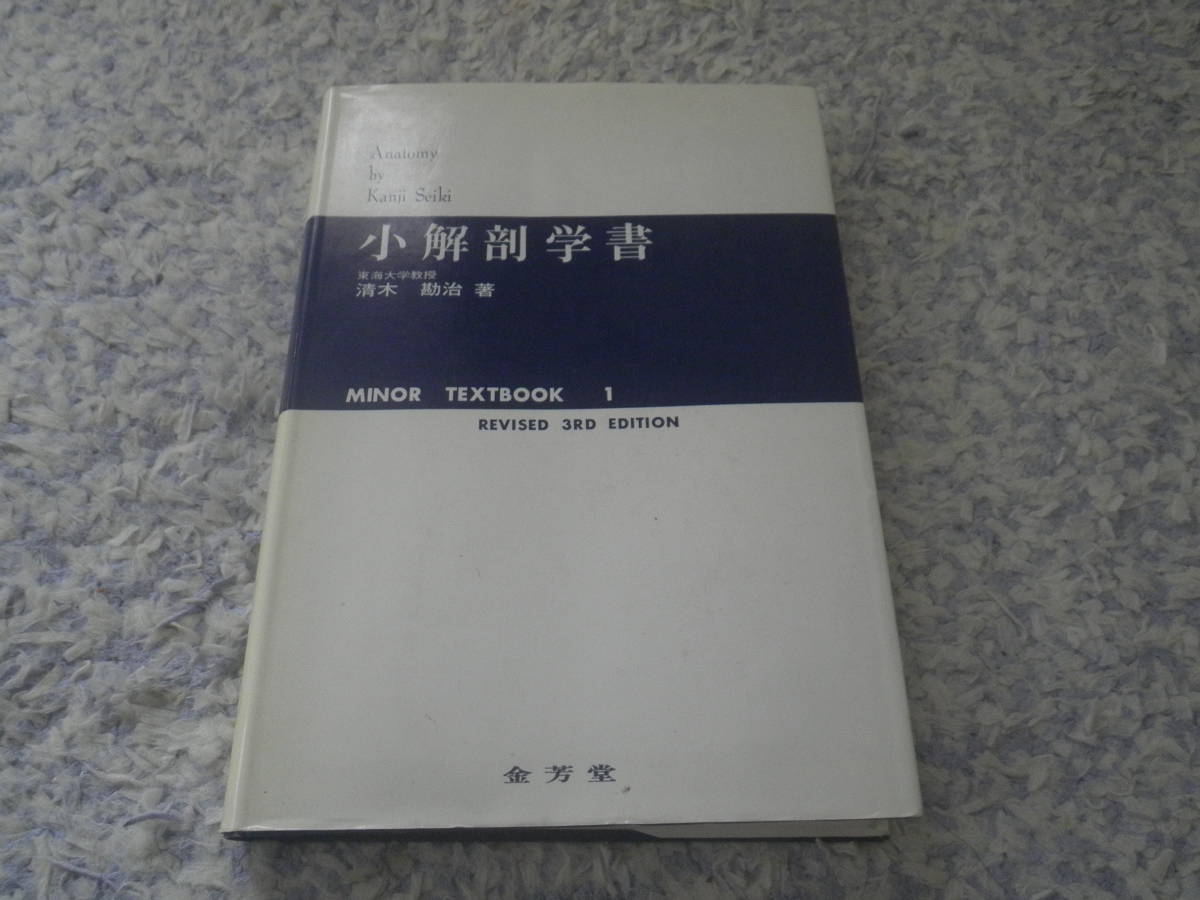 Anatomy
by
Kanji Seiki
小解剖学書
東海大学教授
清木 勘治 著
MINOR TEXTBOOK 1
REVISED 3RD EDITION
金芳堂